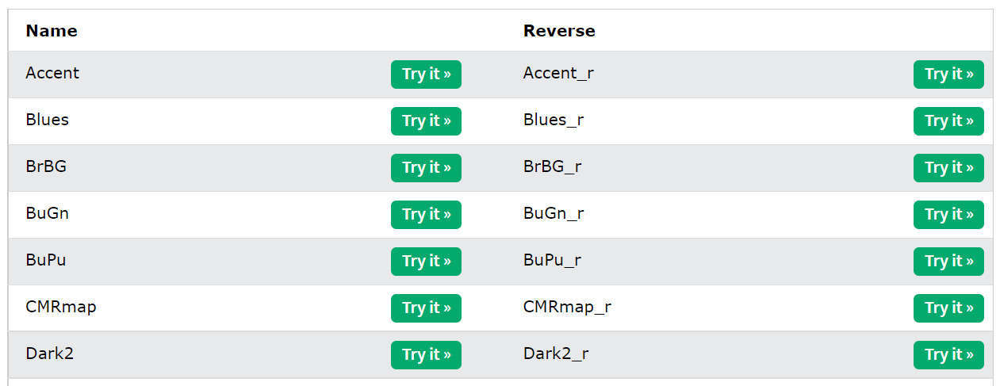 Name Reverse
Accent Try it » Accent_r Try it »
Blues Try it » Blues_r Try it »
BrBG Try it » BrBG_r Try it »
BuGn Try it » BuGn_r Try it »
BuPu Try it » BuPu_r Try it »
CMRmap Try it » CMRmap_r Try it »
Dark2 Try it » Dark2_r Try it »